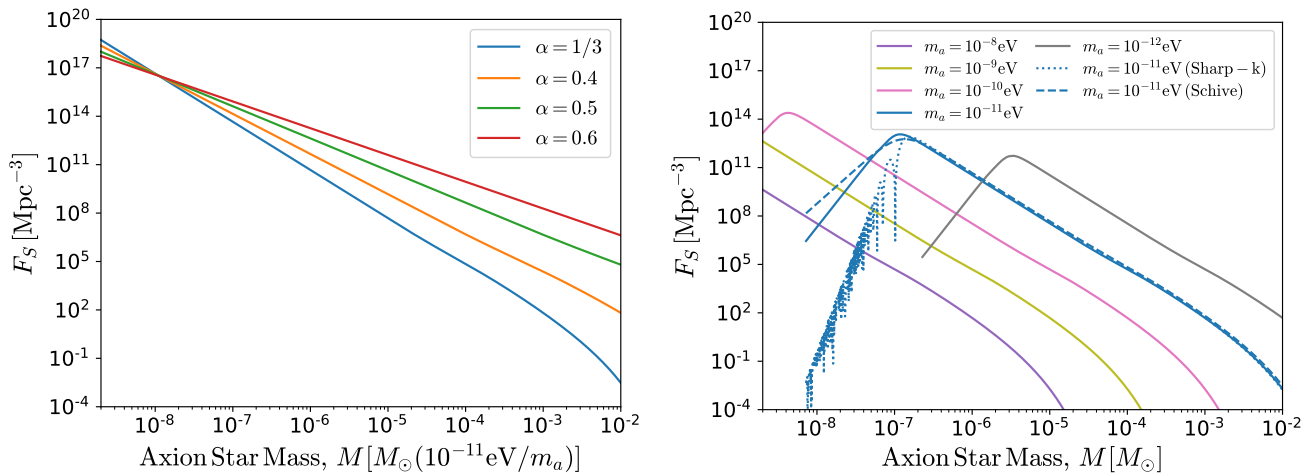 10^20
10^17
10^14
10^11
10^8
10^5
10^2
10^-1
10^-4
F_S [Mpc^-3]
α = 1/3
α = 0.4
α = 0.5
α = 0.6
10^-8 10^-7 10^-6 10^-5 10^-4 10^-3 10^-2
Axion Star Mass, M[M_⊙(10^-11 eV/m_a)]
10^20
10^17
10^14
10^11
10^8
10^5
10^2
10^-1
10^-4
F_S [Mpc^-3]
m_a = 10^-8 eV
m_a = 10^-9 eV
m_a = 10^-10 eV
m_a = 10^-11 eV
m_a = 10^-12 eV
m_a = 10^-11 eV (Sharp − k)
m_a = 10^-11 eV (Schive)
10^-8 10^-7 10^-6 10^-5 10^-4 10^-3 10^-2
Axion Star Mass, M[M_⊙]